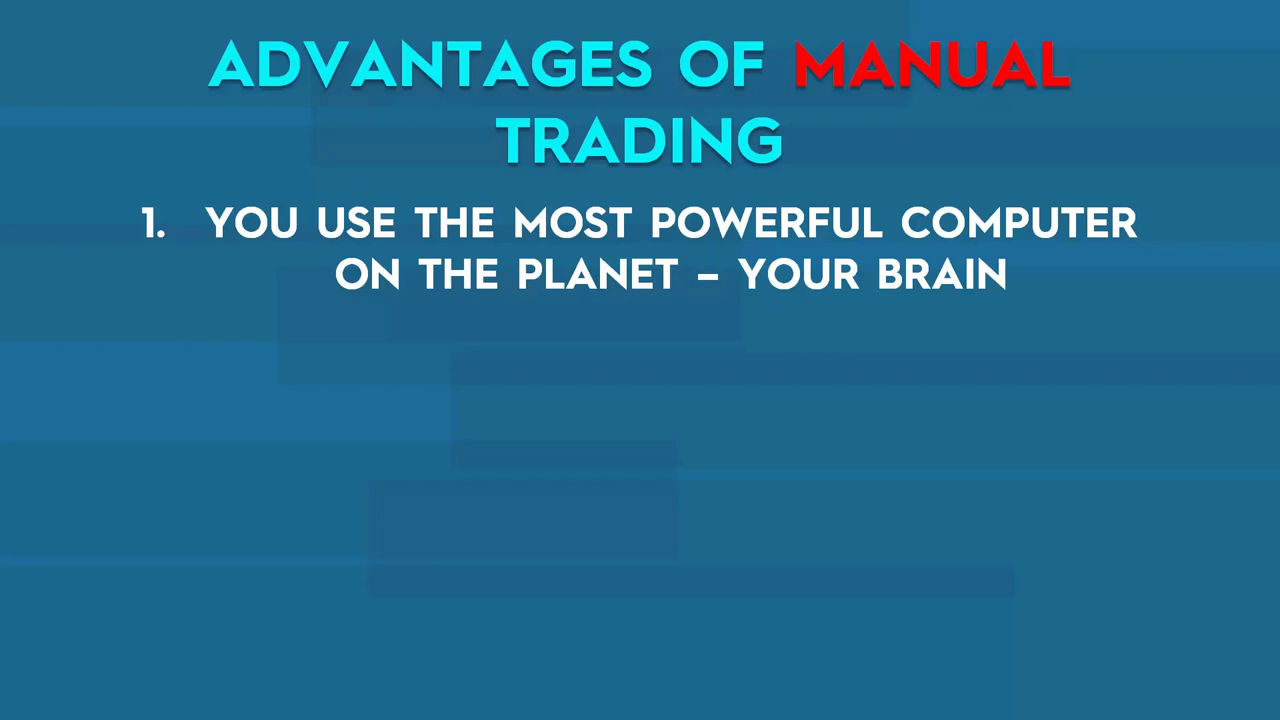 ADVANTAGES OF MANUAL
TRADING
1. YOU USE THE MOST POWERFUL COMPUTER
ON THE PLANET – YOUR BRAIN